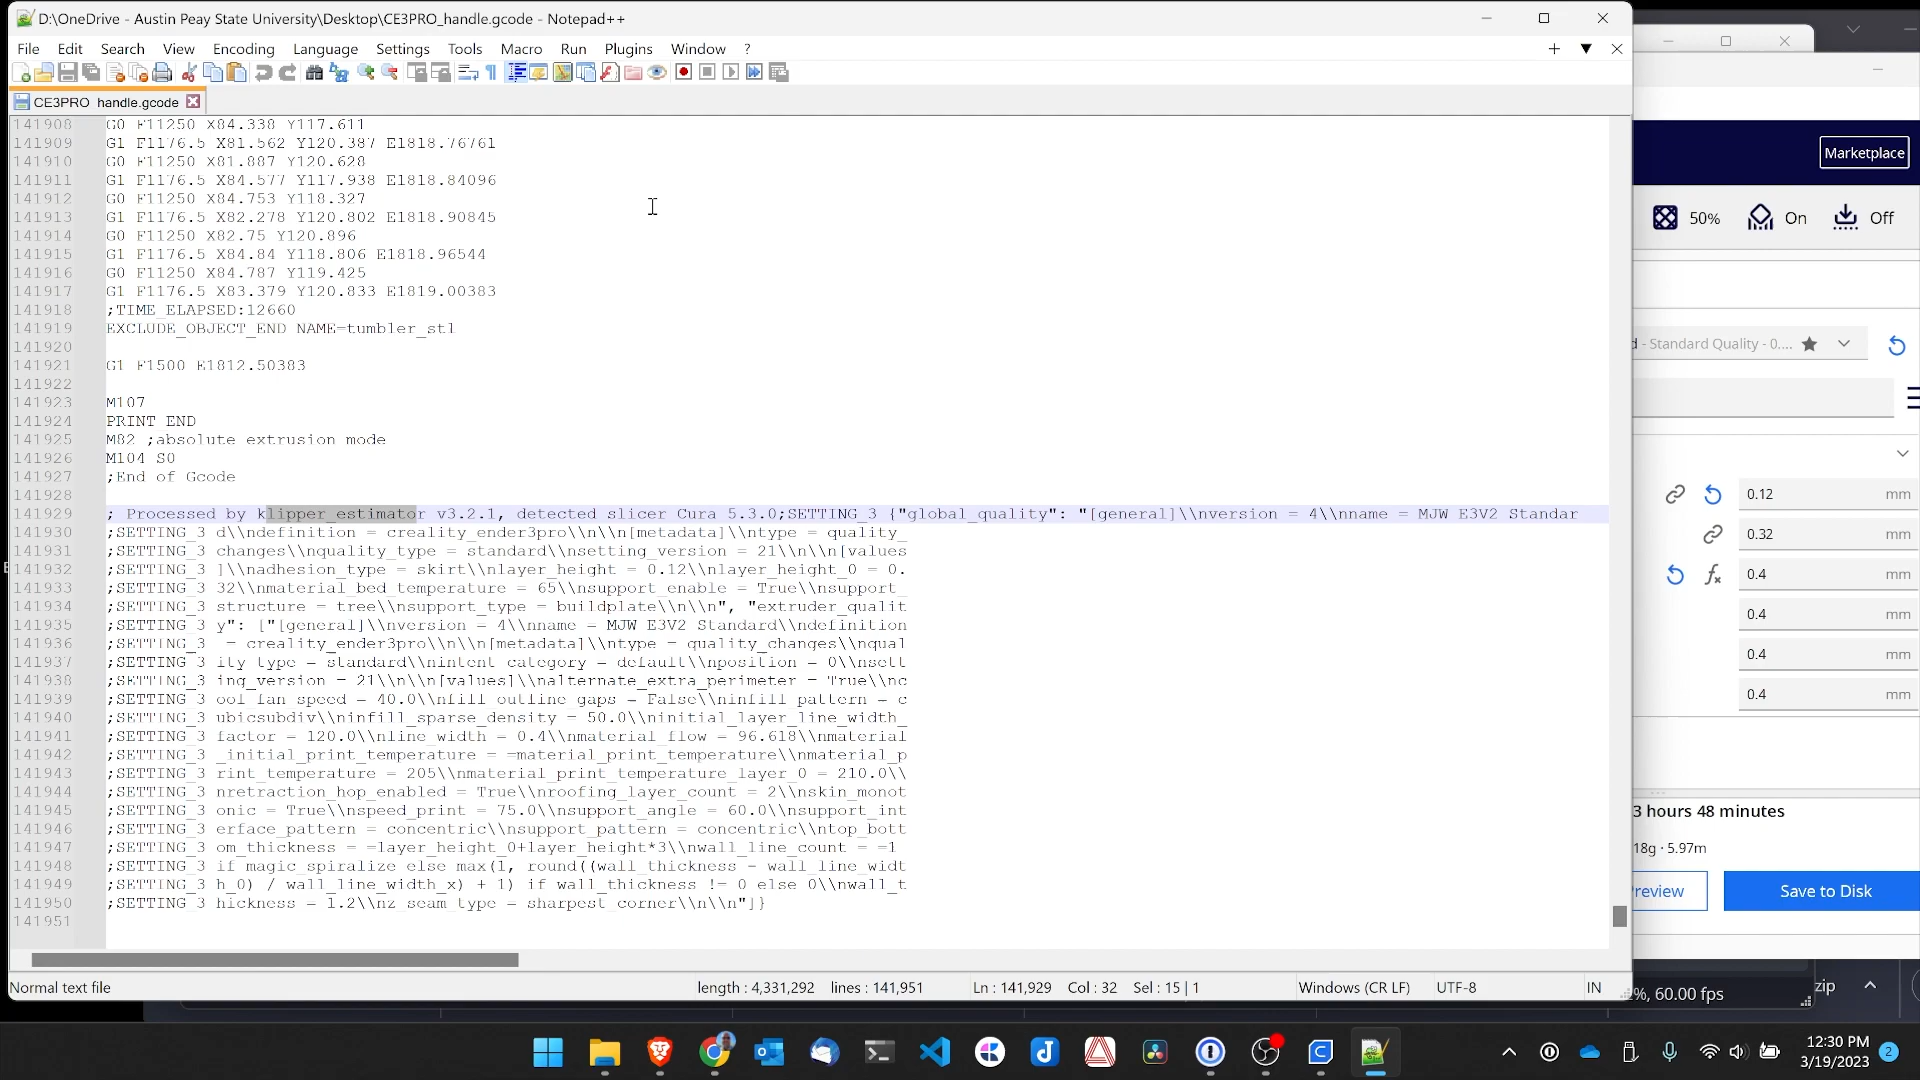 D:\OneDrive - Austin Peay State University\Desktop\CE3PRO_handle.gcode - Notepad++
File Edit Search View Encoding Language Settings Tools Macro Run Plugins Window ?
CE3PRO_handle.gcode
141908 G0 F11250 X84.338 Y117.611
141909 G1 F1176.5 X81.562 Y120.387 E1818.76761
141910 G0 F11250 X81.887 Y120.628
141911 G1 F1176.5 X84.577 Y117.938 E1818.84096
141912 G0 F11250 X84.753 Y118.327
141913 G1 F1176.5 X82.278 Y120.802 E1818.90845
141914 G0 F11250 X82.75 Y120.896
141915 G1 F1176.5 X84.84 Y118.806 E1818.96544
141916 G0 F11250 X84.787 Y119.425
141917 G1 F1176.5 X83.379 Y120.833 E1819.00383
141918 ;TIME_ELAPSED:12660
141919 EXCLUDE_OBJECT_END NAME=tumbler_stl
141920
141921 G1 F1500 E1812.50383
141922
141923 M107
141924 PRINT_END
141925 M82 ;absolute extrusion mode
141926 M104 S0
141927 ;End of Gcode
141928
141929 ; Processed by klipper_estimator v3.2.1, detected slicer Cura 5.3.0;SETTING_3 {"global_quality": "[general]\\nversion = 4\\nname = MJW E3V2 Standar
141930 ;SETTING_3 d\\ndefinition = creality_ender3pro\\n\\n[metadata]\\ntype = quality_
141931 ;SETTING_3 changes\\nquality_type = standard\\nsetting_version = 21\\n\\n[values
141932 ;SETTING_3 ]\\nadhesion_type = skirt\\nlayer_height = 0.12\\nlayer_height_0 = 0.
141933 ;SETTING_3 32\\nmaterial_bed_temperature = 65\\nsupport_enable = True\\nsupport_
141934 ;SETTING_3 structure = tree\\nsupport_type = buildplate\\n\\n", "extruder_qualit
141935 ;SETTING_3 y": ["[general]\\nversion = 4\\nname = MJW E3V2 Standard\\ndefinition
141936 ;SETTING_3  = creality_ender3pro\\n\\n[metadata]\\ntype = quality_changes\\nqual
141937 ;SETTING_3 ity_type = standard\\nintent_category = default\\nposition = 0\\nsett
141938 ;SETTING_3 ing_version = 21\\n\\n[values]\\nalternate_extra_perimeter = True\\nc
141939 ;SETTING_3 ool_fan_speed = 40.0\\nfill_outline_gaps = False\\ninfill_pattern = c
141940 ;SETTING_3 ubicsubdiv\\ninfill_sparse_density = 50.0\\ninitial_layer_line_width_
141941 ;SETTING_3 factor = 120.0\\nline_width = 0.4\\nmaterial_flow = 96.618\\nmaterial
141942 ;SETTING_3 _initial_print_temperature = =material_print_temperature\\nmaterial_p
141943 ;SETTING_3 rint_temperature = 205\\nmaterial_print_temperature_layer_0 = 210.0\\
141944 ;SETTING_3 nretraction_hop_enabled = True\\nroofing_layer_count = 2\\nskin_monot
141945 ;SETTING_3 onic = True\\nspeed_print = 75.0\\nsupport_angle = 60.0\\nsupport_int
141946 ;SETTING_3 erface_pattern = concentric\\nsupport_pattern = concentric\\ntop_bott
141947 ;SETTING_3 om_thickness = =layer_height_0+layer_height*3\\nwall_line_count = =1 
141948 ;SETTING_3 if magic_spiralize else max(1, round((wall_thickness - wall_line_widt
141949 ;SETTING_3 h_0) / wall_line_width_x) + 1) if wall_thickness != 0 else 0\\nwall_t
141950 ;SETTING_3 hickness = 1.2\\nz_seam_type = sharpest_corner\\n\\n"]}
141951
Normal text file length : 4,331,292 lines : 141,951 Ln : 141,929 Col : 32 Sel : 15 | 1 Windows (CR LF) UTF-8 IN
Marketplace
50% On Off
d - Standard Quality - 0....
0.12 mm
0.32 mm
0.4 mm
0.4 mm
0.4 mm
0.4 mm
3 hours 48 minutes
18g · 5.97m
review Save to Disk
zip
%, 60.00 fps
12:30 PM
3/19/2023
2